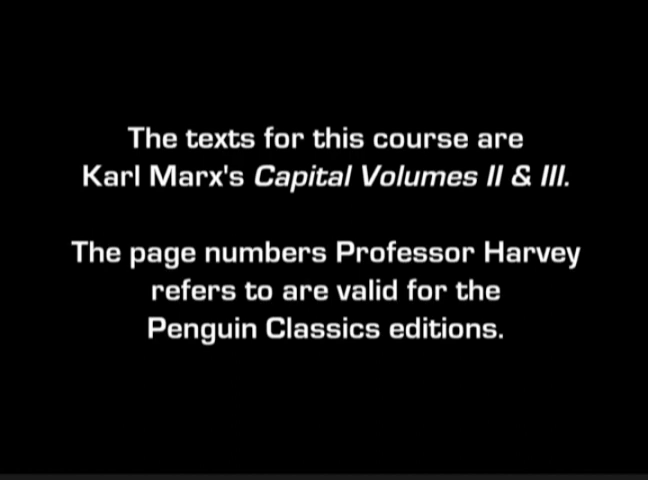 The texts for this course are
Karl Marx's Capital Volumes II & III.
The page numbers Professor Harvey
refers to are valid for the
Penguin Classics editions.